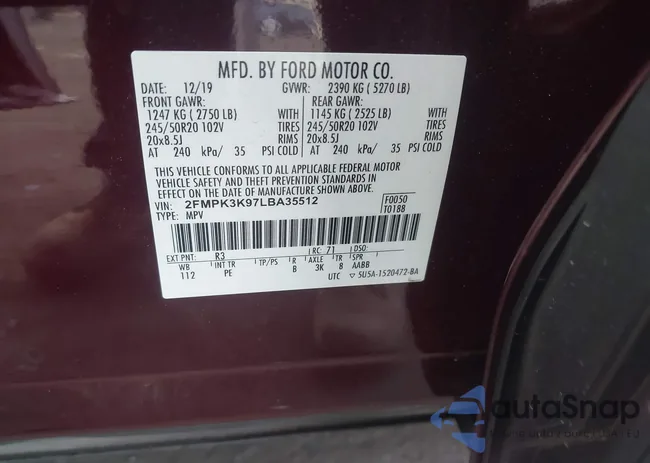 MFD. BY FORD MOTOR CO.
DATE: 12/19 GVWR: 2390 KG ( 5270 LB)
FRONT GAWR: REAR GAWR:
1247 KG ( 2750 LB) WITH 1145 KG ( 2525 LB) WITH
245/50R20 102V TIRES 245/50R20 102V TIRES
20x8.5J RIMS 20x8.5J RIMS
AT 240 kPa/ 35 PSI COLD AT 240 kPa/ 35 PSI COLD
THIS VEHICLE CONFORMS TO ALL APPLICABLE FEDERAL MOTOR
VEHICLE SAFETY AND THEFT PREVENTION STANDARDS IN
EFFECT ON THE DATE OF MANUFACTURE SHOWN ABOVE.
VIN: 2FMPK3K97LBA35512 F0050
TYPE: MPV T0188
EXT PNT: R3 RC: 71 DSO:
WB INT TR TP/PS R AXLE TR SPR
112 PE B 3K 8 AABB
UTC ▽ 5U5A-1520472-BA
autoSnap